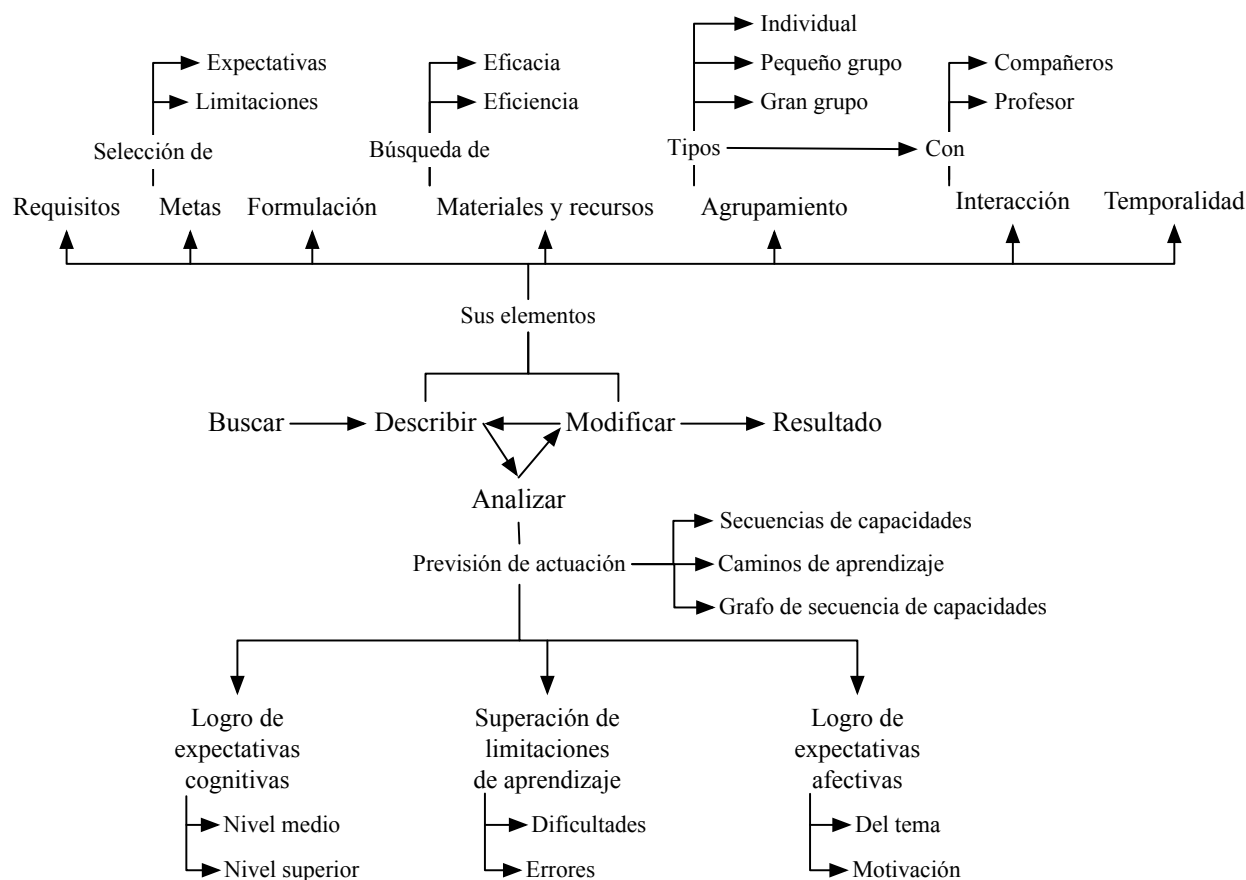 Individual
Expectativas
Eficacia
Pequeño grupo
Compañeros
Limitaciones
Eficiencia
Gran grupo
Profesor
Selección de
Búsqueda de
Tipos
Con
Requisitos
Metas
Formulación
Materiales y recursos
Agrupamiento
Interacción
Temporalidad
Sus elementos
Buscar
Describir
Modificar
Resultado
Analizar
Secuencias de capacidades
Previsión de actuación
Caminos de aprendizaje
Grafo de secuencia de capacidades
Logro de
expectativas
cognitivas
Superación de
limitaciones
de aprendizaje
Logro de
expectativas
afectivas
Nivel medio
Dificultades
Del tema
Nivel superior
Errores
Motivación